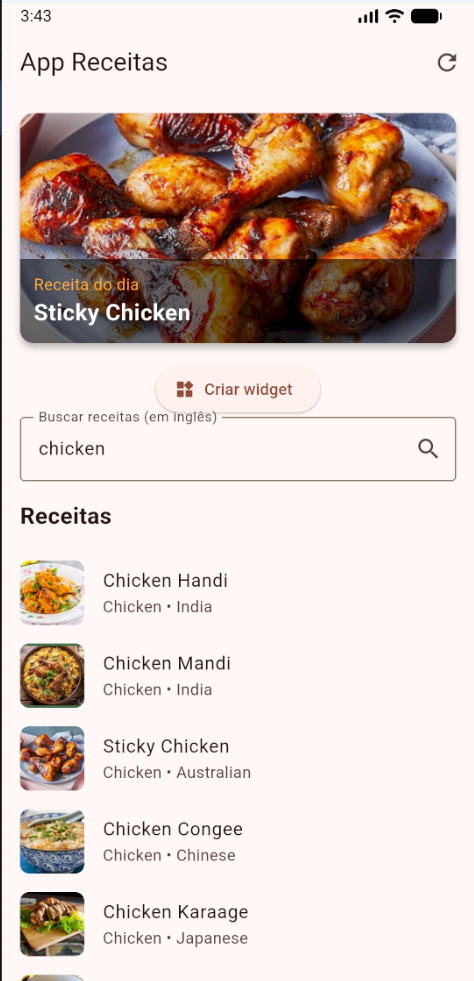 3:43
App Receitas
Receita do dia
Sticky Chicken
Criar widget
Buscar receitas (em inglês)
chicken
Receitas
Chicken Handi
Chicken • India
Chicken Mandi
Chicken • India
Sticky Chicken
Chicken • Australian
Chicken Congee
Chicken • Chinese
Chicken Karaage
Chicken • Japanese